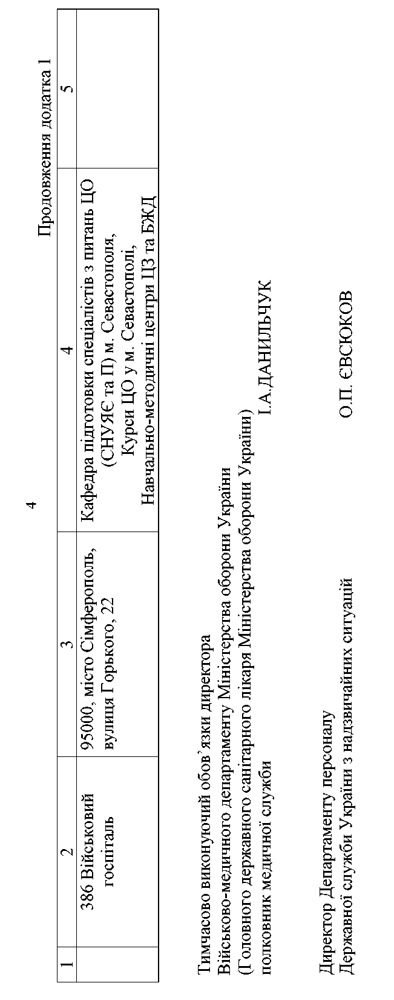 4
Продовження додатка 1
1 2 3 4 5
386 Військовий
госпіталь
95000, місто Сімферополь,
вулиця Горького, 22
Кафедра підготовки спеціалістів з питань ЦО
(СНУЯЄ та П) м. Севастополя,
Курси ЦО у м. Севастополі,
Навчально-методичні центри ЦЗ та БЖД
Тимчасово виконуючий обов’язки директора
Військово-медичного департаменту Міністерства оборони України
(Головного державного санітарного лікаря Міністерства оборони України)
полковник медичної служби І.А.ДАНИЛЬЧУК
Директор Департаменту персоналу
Державної служби України з надзвичайних ситуацій О.П. ЄВСЮКОВ